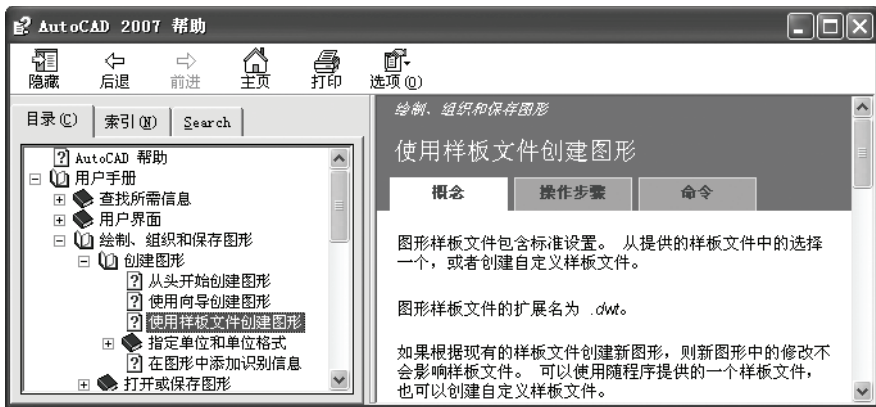 AutoCAD 2007 帮助
隐藏 后退 前进 主页 打印 选项(O)
目录(C) 索引(N) Search
AutoCAD 帮助
用户手册
查找所需信息
用户界面
绘制、组织和保存图形
创建图形
从头开始创建图形
使用向导创建图形
使用样板文件创建图形
指定单位和单位格式
在图形中添加识别信息
打开或保存图形
绘制、组织和保存图形
使用样板文件创建图形
概念 操作步骤 命令
图形样板文件包含标准设置。 从提供的样板文件中的选择
一个，或者创建自定义样板文件。
图形样板文件的扩展名为 .dwt。
如果根据现有的样板文件创建新图形，则新图形中的修改不
会影响样板文件。 可以使用随程序提供的一个样板文件，
也可以创建自定义样板文件。